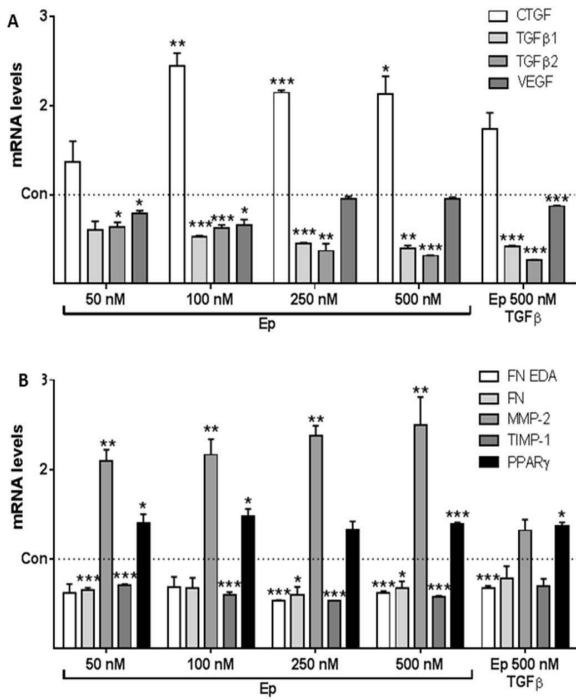 A
3
2
Con
mRNA levels
CTGF
TGFβ1
TGFβ2
VEGF
** *** * * * *** *** * *** *** ** ** *** *** *** ***
50 nM 100 nM 250 nM 500 nM Ep 500 nM
Ep TGFβ
B
3
2
Con
mRNA levels
FN EDA
FN
MMP-2
TIMP-1
PPARγ
** ** ** ** * * *** * *** *** *** *** * *** *** * *** ***
50 nM 100 nM 250 nM 500 nM Ep 500 nM
Ep TGFβ